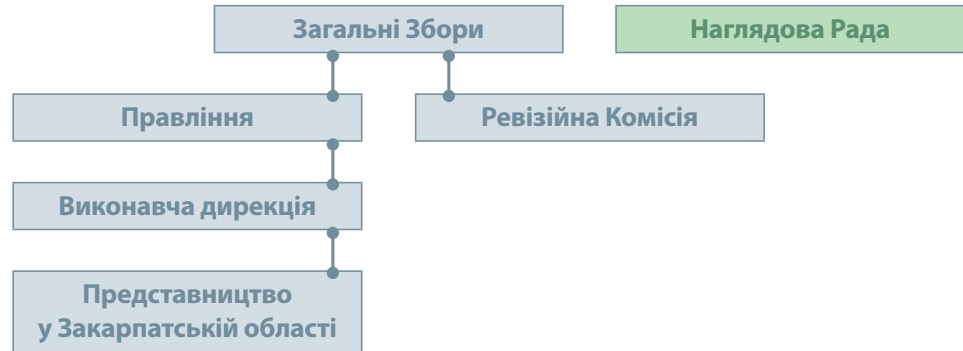 Загальні Збори
Наглядова Рада
Правління
Ревізійна Комісія
Виконавча дирекція
Представництво
у Закарпатській області